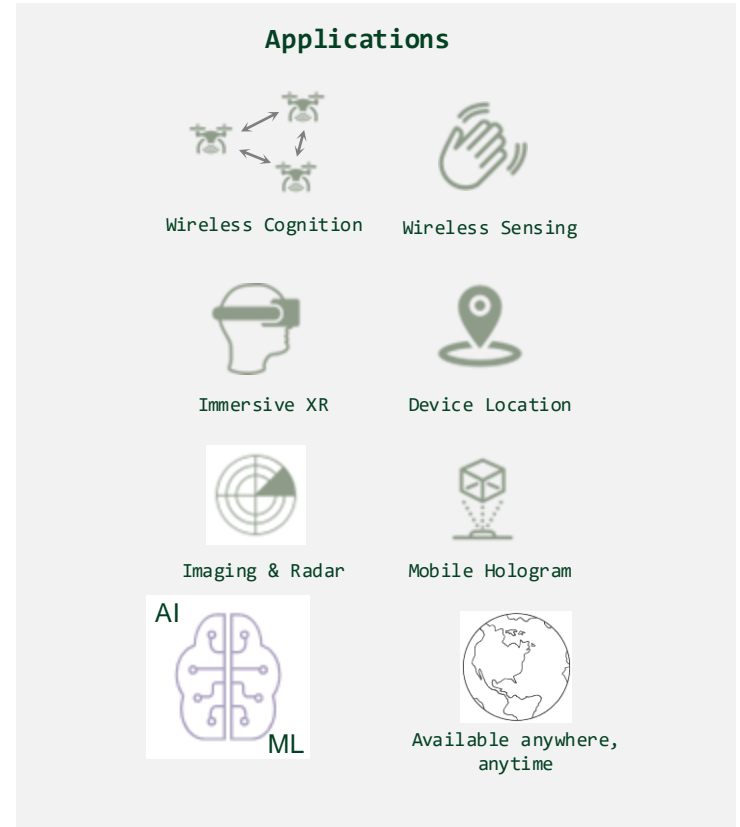 Applications
Wireless Cognition
Wireless Sensing
Immersive XR
Device Location
Imaging & Radar
Mobile Hologram
AI
ML
Available anywhere,
anytime